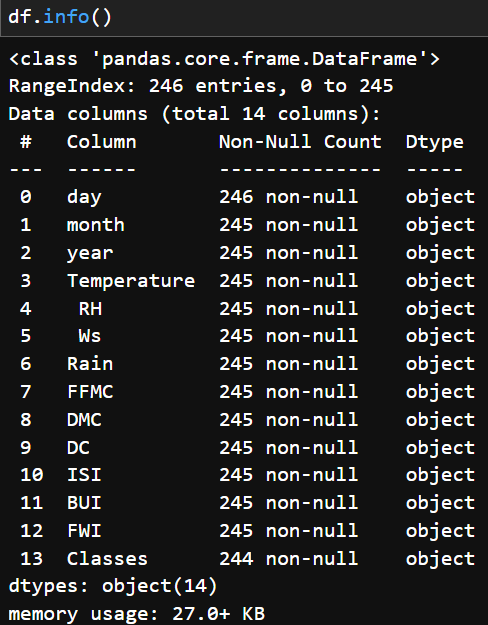 df.info()
<class 'pandas.core.frame.DataFrame'>
RangeIndex: 246 entries, 0 to 245
Data columns (total 14 columns):
 #   Column       Non-Null Count  Dtype
---  ------       --------------  -----
 0   day          246 non-null    object
 1   month        245 non-null    object
 2   year         245 non-null    object
 3   Temperature  245 non-null    object
 4    RH          245 non-null    object
 5    Ws          245 non-null    object
 6   Rain         245 non-null    object
 7   FFMC         245 non-null    object
 8   DMC          245 non-null    object
 9   DC           245 non-null    object
 10  ISI          245 non-null    object
 11  BUI          245 non-null    object
 12  FWI          245 non-null    object
 13  Classes      244 non-null    object
dtypes: object(14)
memory usage: 27.0+ KB